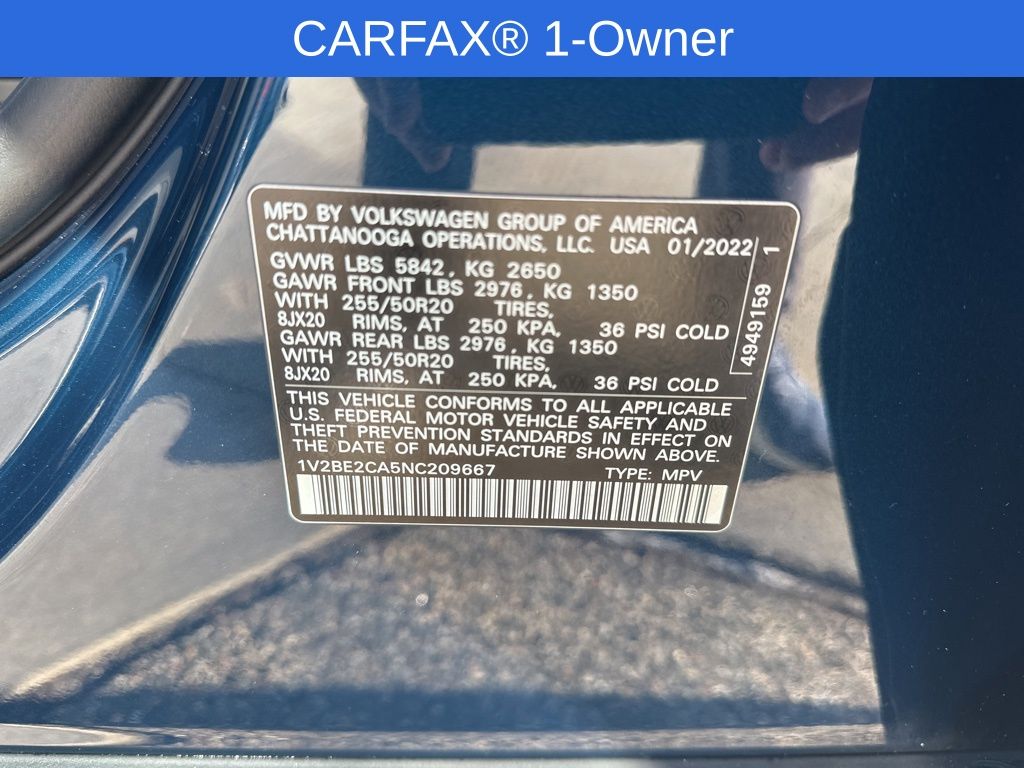 CARFAX® 1-Owner
MFD BY VOLKSWAGEN GROUP OF AMERICA
CHATTANOOGA OPERATIONS, LLC. USA 01/2022
GVWR LBS 5842, KG 2650
GAWR FRONT LBS 2976, KG 1350
WITH 255/50R20 TIRES,
8JX20 RIMS, AT 250 KPA, 36 PSI COLD
GAWR REAR LBS 2976, KG 1350
WITH 255/50R20 TIRES,
8JX20 RIMS, AT 250 KPA, 36 PSI COLD
THIS VEHICLE CONFORMS TO ALL APPLICABLE
U.S. FEDERAL MOTOR VEHICLE SAFETY AND
THEFT PREVENTION STANDARDS IN EFFECT ON
THE DATE OF MANUFACTURE SHOWN ABOVE.
1V2BE2CA5NC209667 TYPE: MPV
4949159 1